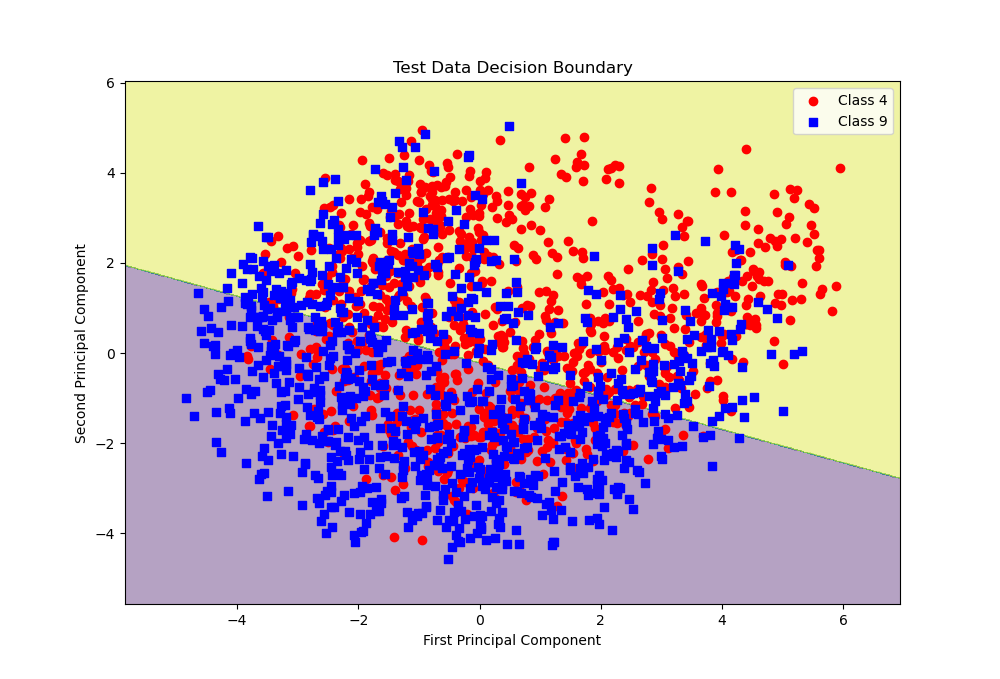 Test Data Decision Boundary
Class 4
Class 9
Second Principal Component
6
4
2
0
−2
−4
−4
−2
0
2
4
6
First Principal Component